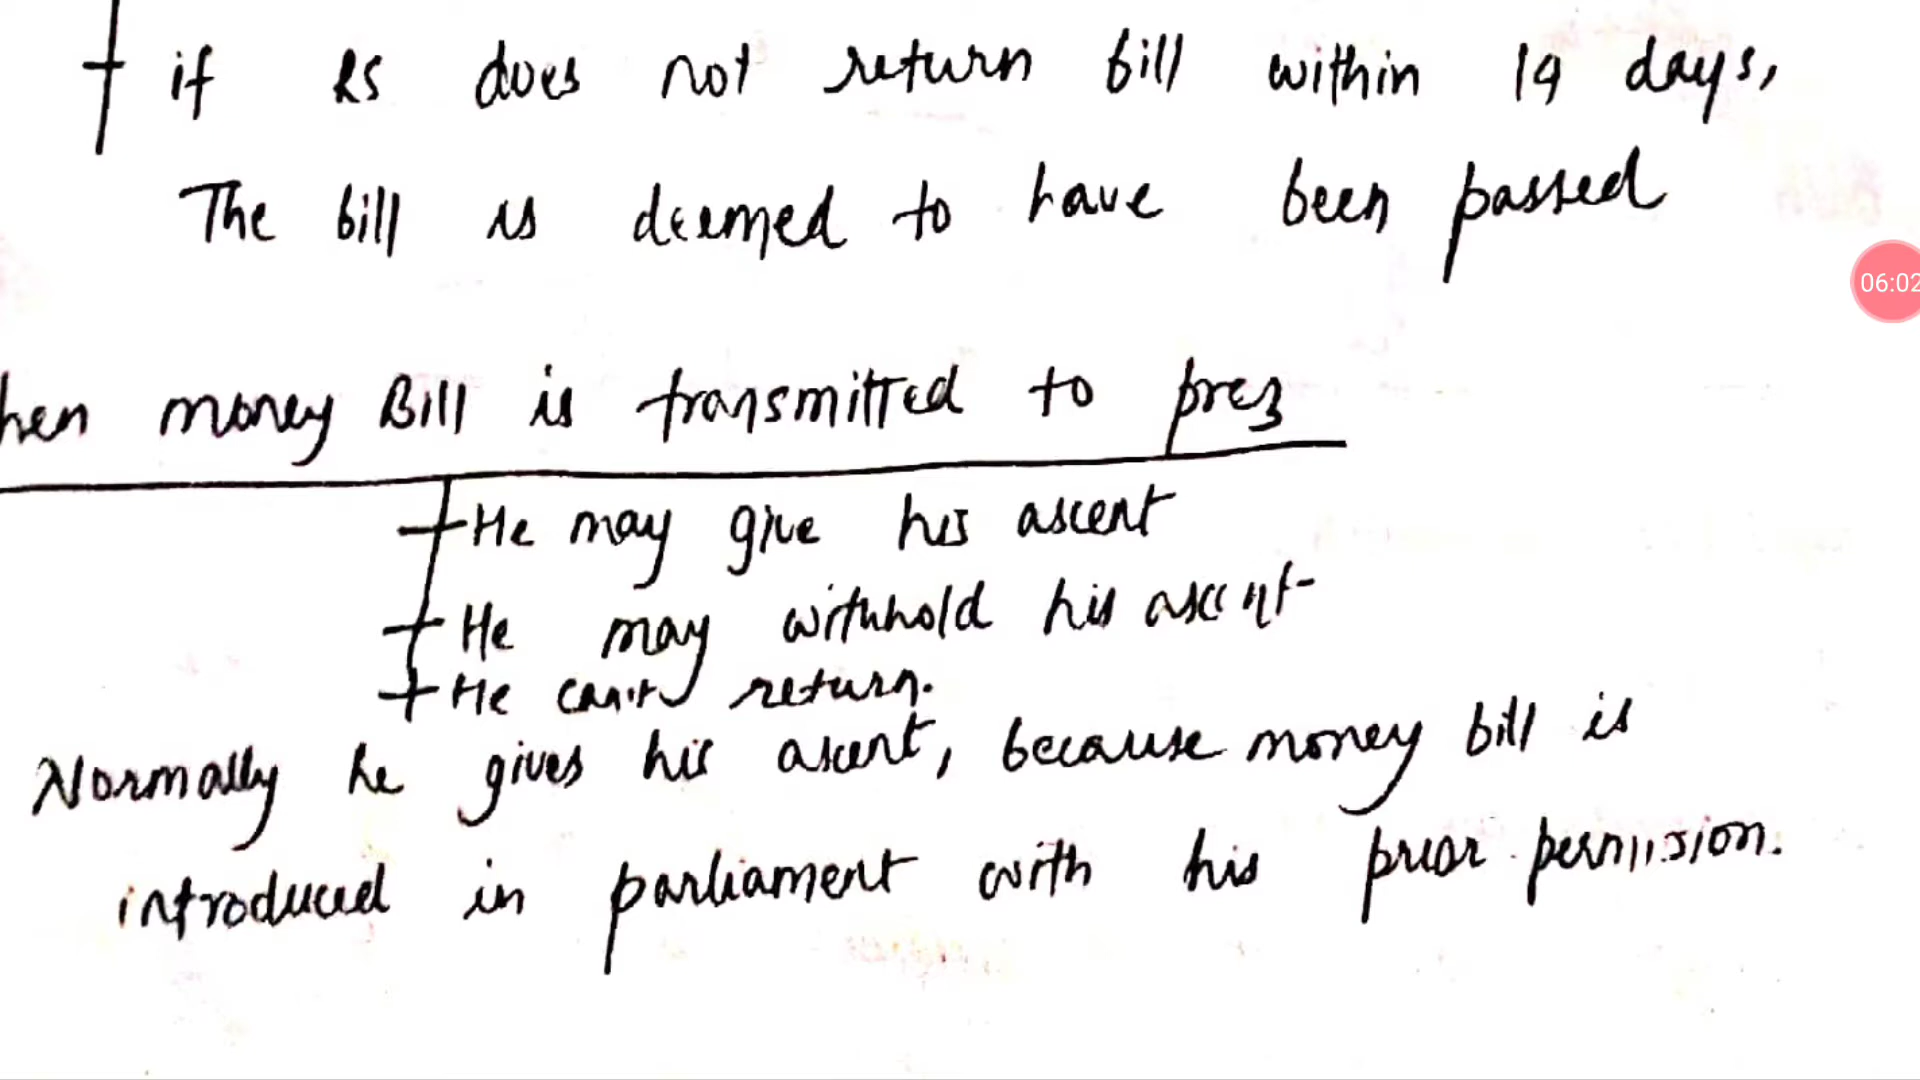 if RS does not return bill within 14 days,
The bill is deemed to have been passed
06:02
hen money Bill is transmitted to prez
He may give his ascent
He may withhold his ascent
He can't return.
Normally he gives his ascent, because money bill is
introduced in parliament with his prior permission.